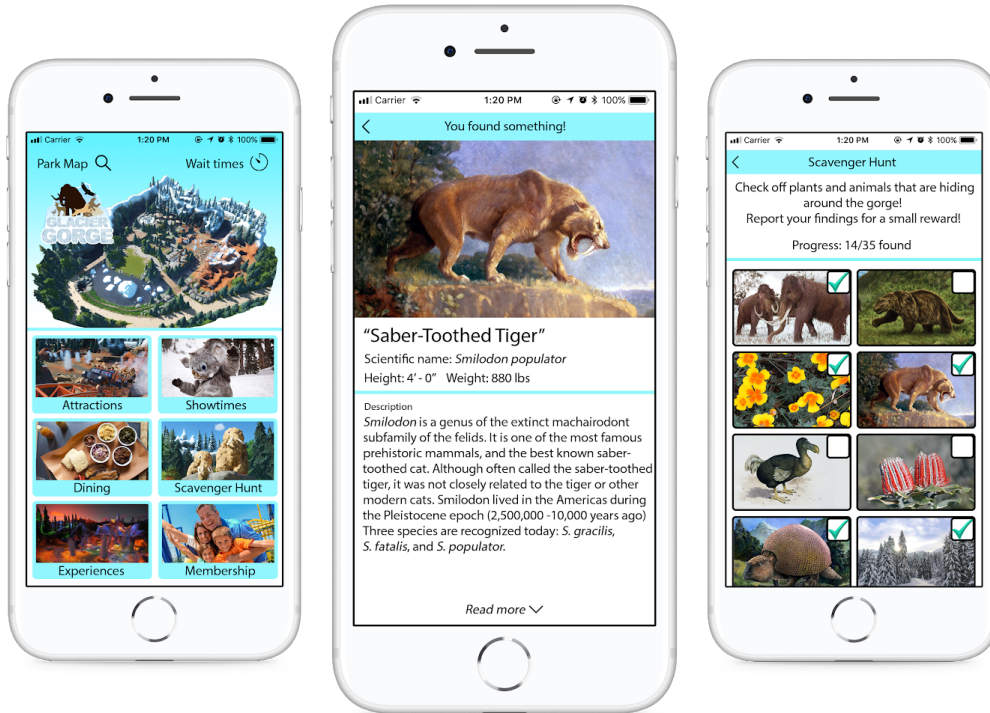 Carrier 1:20 PM 100%
Park Map Wait times
GLACIER
GORGE
Attractions Showtimes
Dining Scavenger Hunt
Experiences Membership
Carrier 1:20 PM 100%
You found something!
“Saber-Toothed Tiger”
Scientific name: Smilodon populator
Height: 4’ - 0” Weight: 880 lbs
Description
Smilodon is a genus of the extinct machairodont
subfamily of the felids. It is one of the most famous
prehistoric mammals, and the best known saber-
toothed cat. Although often called the saber-toothed
tiger, it was not closely related to the tiger or other
modern cats. Smilodon lived in the Americas during
the Pleistocene epoch (2,500,000 -10,000 years ago)
Three species are recognized today: S. gracilis,
S. fatalis, and S. populator.
Read more
Carrier 1:20 PM 100%
Scavenger Hunt
Check off plants and animals that are hiding
around the gorge!
Report your findings for a small reward!
Progress: 14/35 found